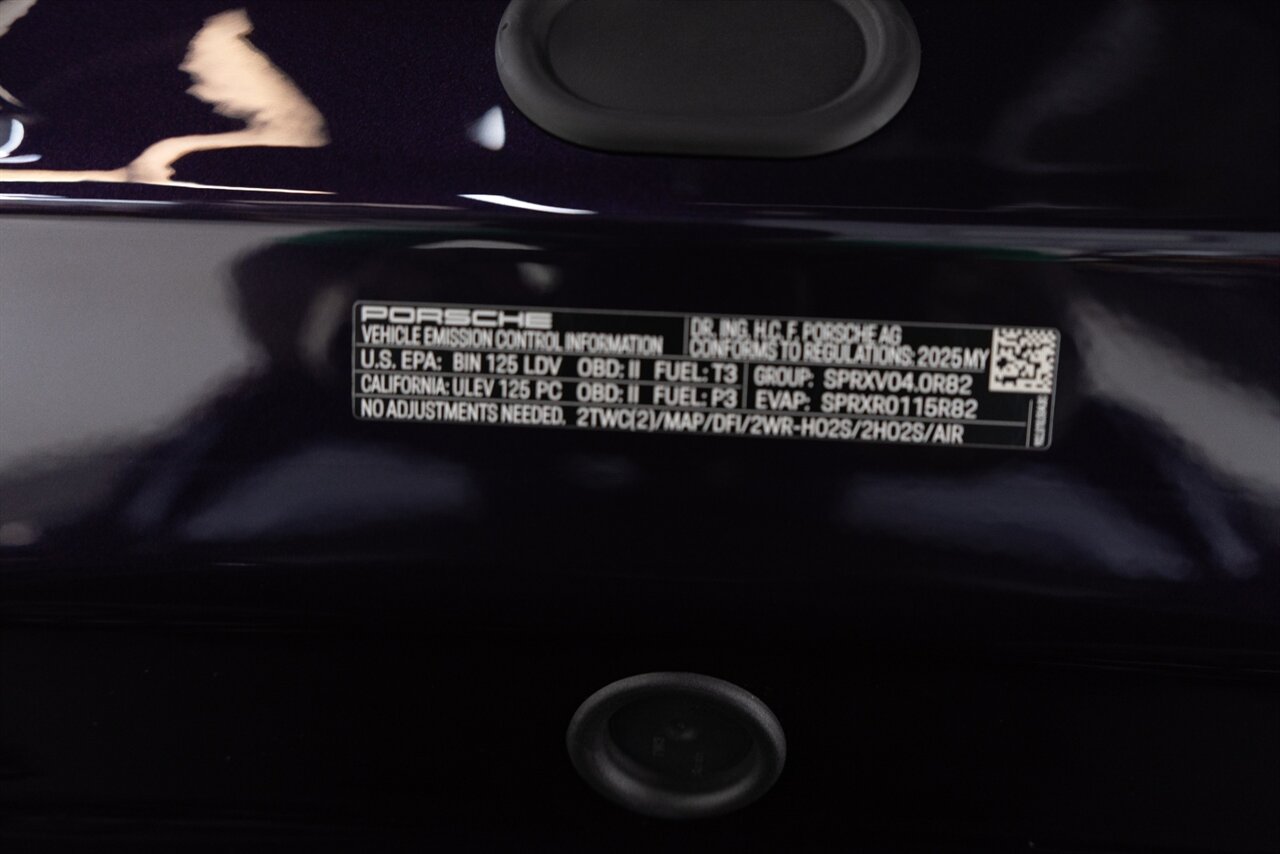 PORSCHE
VEHICLE EMISSION CONTROL INFORMATION
DR. ING. H.C. F. PORSCHE AG
CONFORMS TO REGULATIONS: 2025 MY
U.S. EPA: BIN 125 LDV OBD: II FUEL: T3
CALIFORNIA: ULEV 125 PC OBD: II FUEL: P3
GROUP: SPRXV04.0R82
EVAP: SPRXR0115R82
NO ADJUSTMENTS NEEDED. 2TWC(2)/MAP/DFI/2WR-HO2S/2HO2S/AIR